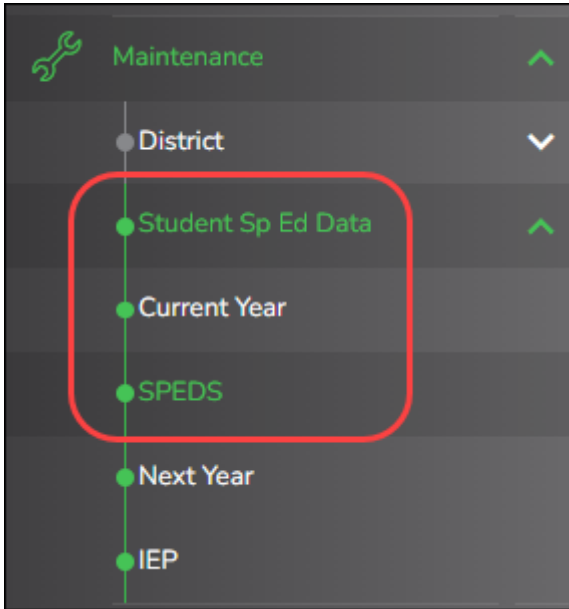 Maintenance
District
Student Sp Ed Data
Current Year
SPEDS
Next Year
IEP